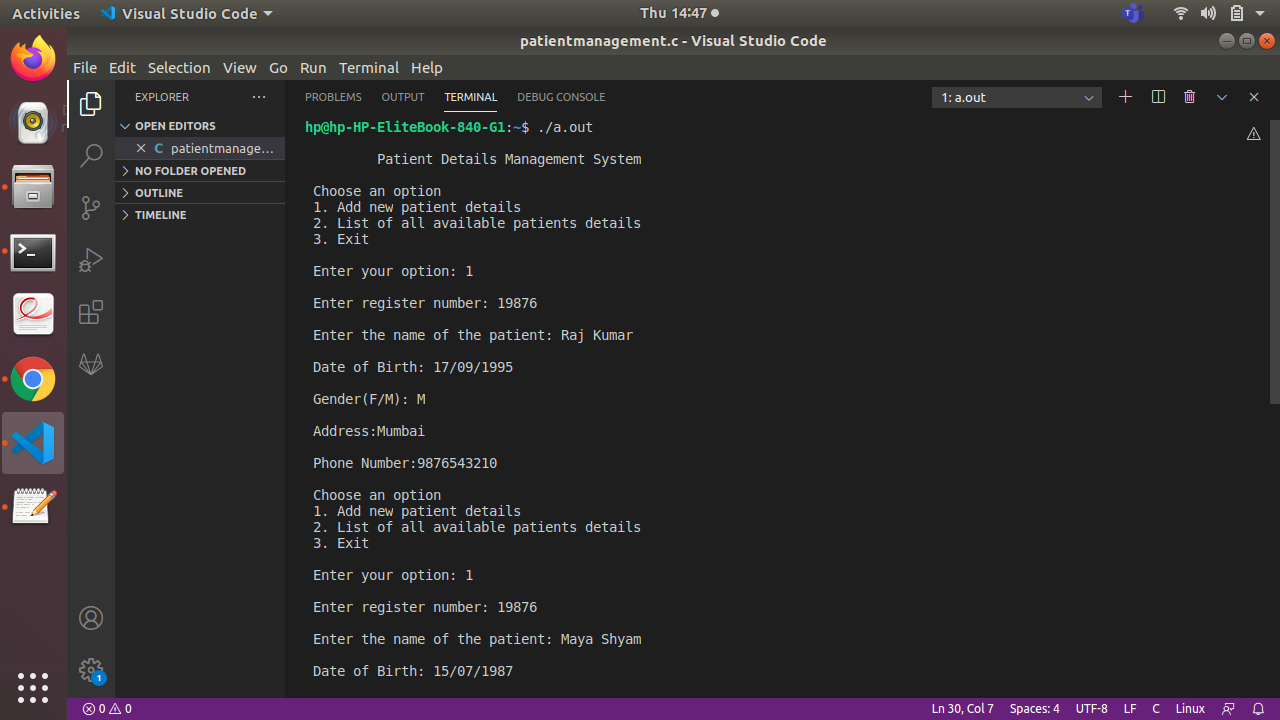 Activities
Visual Studio Code
Thu 14:47
patientmanagement.c - Visual Studio Code
File Edit Selection View Go Run Terminal Help
EXPLORER
OPEN EDITORS
C patientmanage...
NO FOLDER OPENED
OUTLINE
TIMELINE
1
PROBLEMS OUTPUT TERMINAL DEBUG CONSOLE
1: a.out
hp@hp-HP-EliteBook-840-G1:~$ ./a.out
Patient Details Management System
Choose an option
1. Add new patient details
2. List of all available patients details
3. Exit
Enter your option: 1
Enter register number: 19876
Enter the name of the patient: Raj Kumar
Date of Birth: 17/09/1995
Gender(F/M): M
Address:Mumbai
Phone Number:9876543210
Choose an option
1. Add new patient details
2. List of all available patients details
3. Exit
Enter your option: 1
Enter register number: 19876
Enter the name of the patient: Maya Shyam
Date of Birth: 15/07/1987
0 0
Ln 30, Col 7 Spaces: 4 UTF-8 LF C Linux